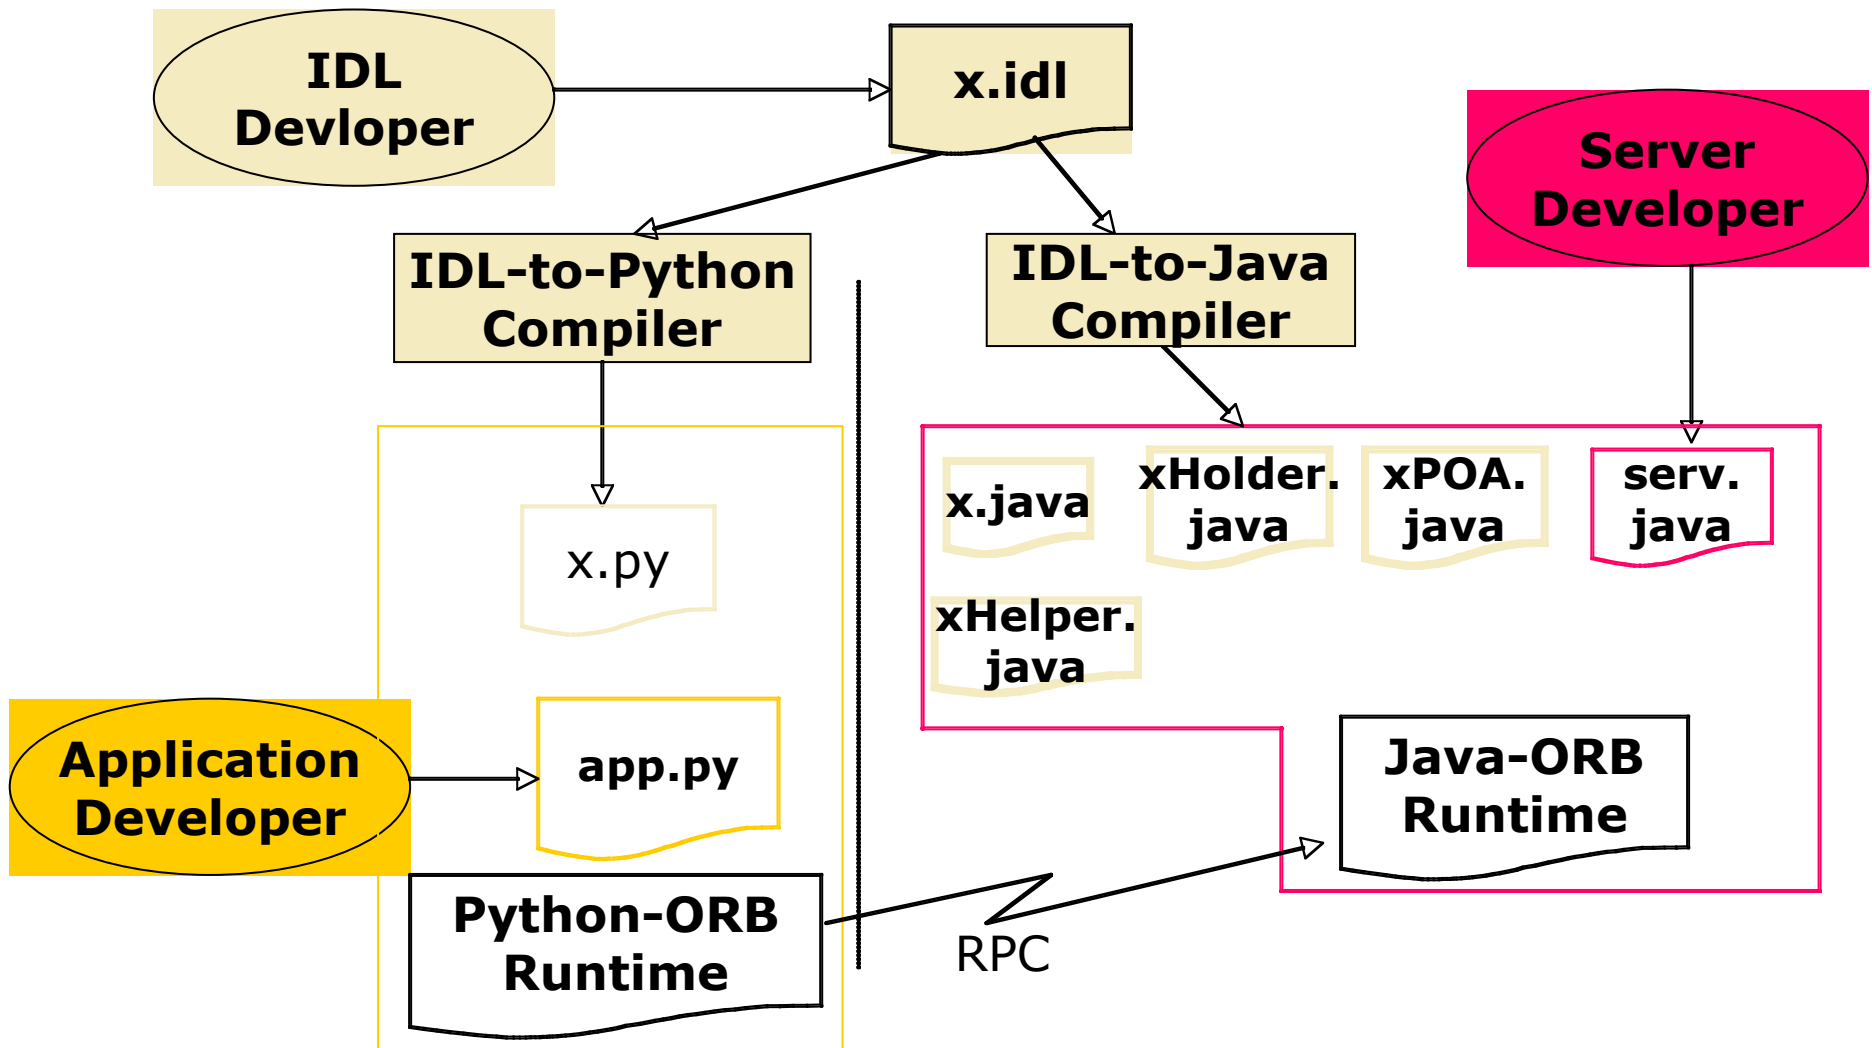 IDL
Devloper
x.idl
Server
Developer
IDL-to-Python
Compiler
IDL-to-Java
Compiler
x.java
xHolder.
java
xPOA.
java
serv.
java
x.py
xHelper.
java
Application
Developer
app.py
Java-ORB
Runtime
Python-ORB
Runtime
RPC